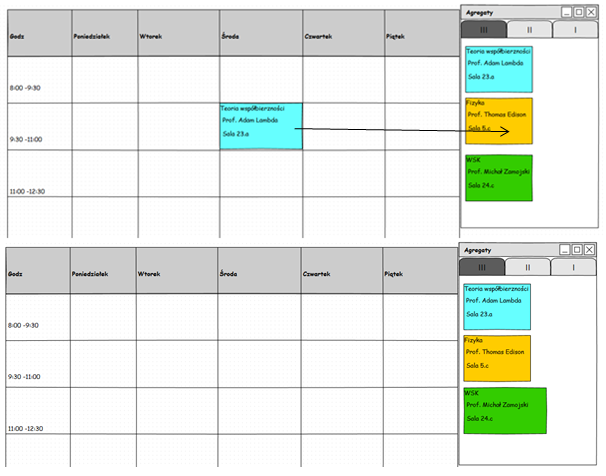 Godz Poniedziałek Wtorek Środa Czwartek Piątek
8:00 -9:30
9:30 -11:00
11:00 -12:30
Teoria współbierzności
Prof. Adam Lambda
Sala 23.a
Agregaty
III II I
Teoria współbierzności
Prof. Adam Lambda
Sala 23.a
Fizyka
Prof. Thomas Edison
Sala 5.c
WSK
Prof. Michał Zamojski
Sala 24.c
Godz Poniedziałek Wtorek Środa Czwartek Piątek
8:00 -9:30
9:30 -11:00
11:00 -12:30
Agregaty
III II I
Teoria współbierzności
Prof. Adam Lambda
Sala 23.a
Fizyka
Prof. Thomas Edison
Sala 5.c
WSK
Prof. Michał Zamojski
Sala 24.c